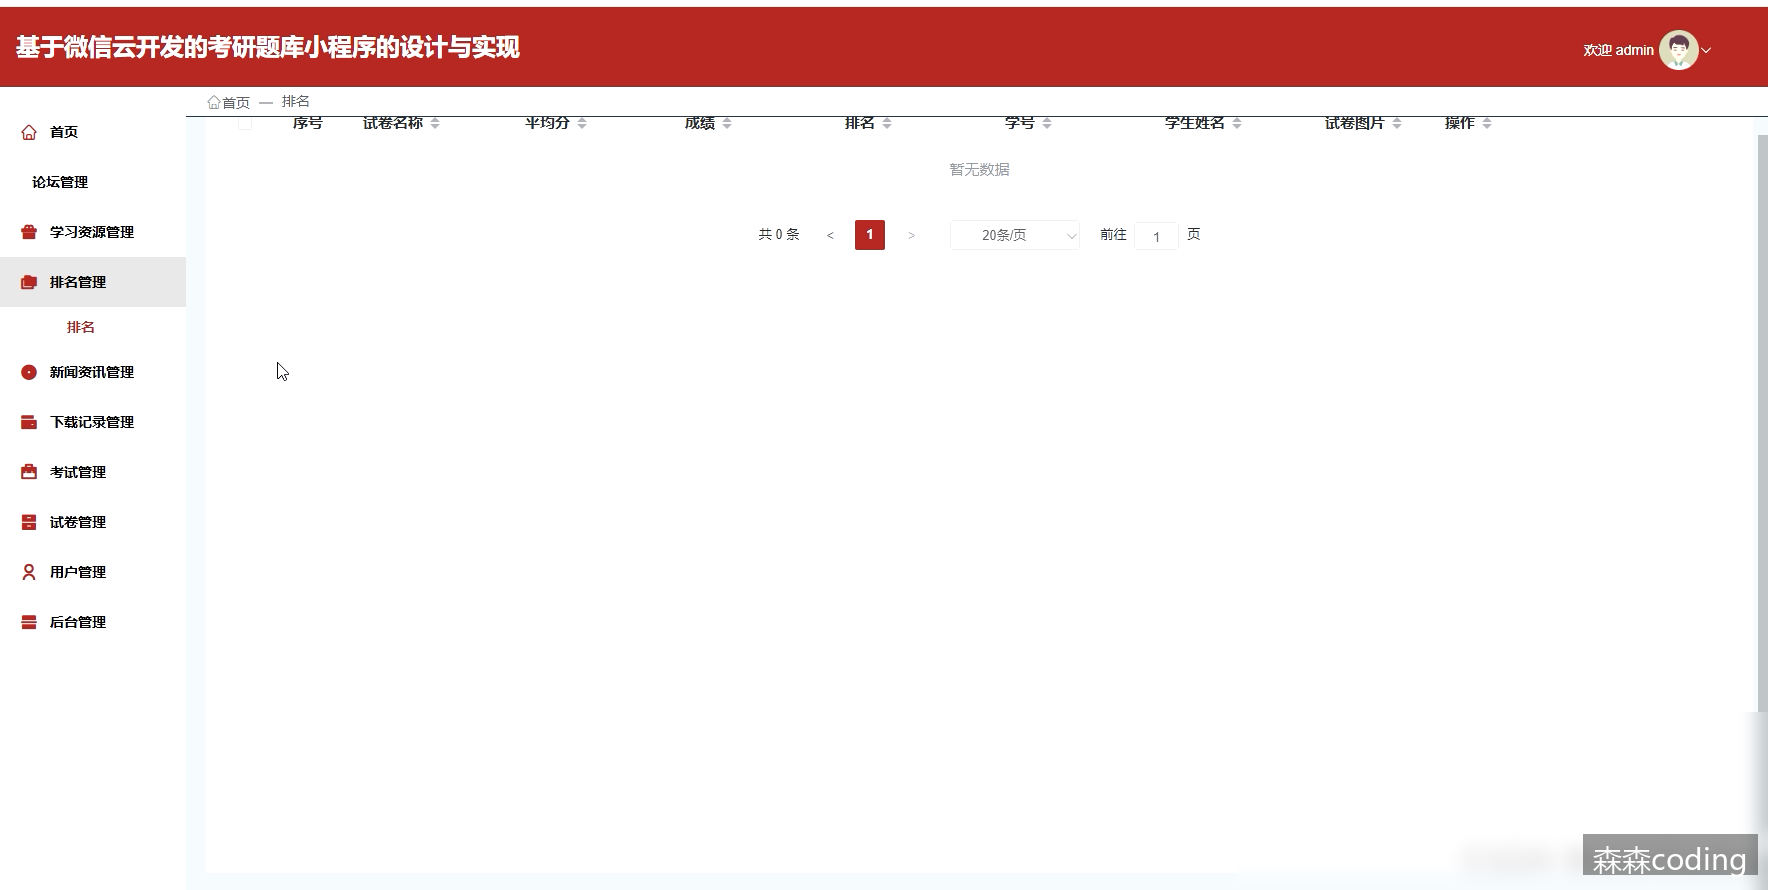 基于微信云开发的考研题库小程序的设计与实现
欢迎 admin
首页 — 排名
首页
论坛管理
学习资源管理
排名管理
排名
新闻资讯管理
下载记录管理
考试管理
试卷管理
用户管理
后台管理
序号 试卷名称 平均分 成绩 排名 学号 学生姓名 试卷图片 操作
暂无数据
共 0 条 < 1 > 20条/页 前往 1 页
森森coding